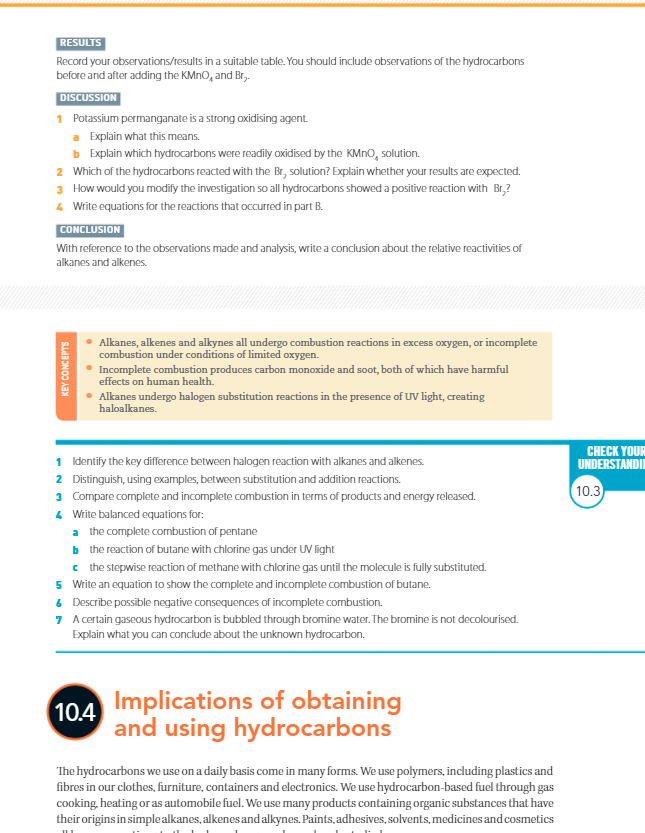 RESULTS
Record your observations/results in a suitable table. You should include observations of the hydrocarbons
before and after adding the KMnO₄ and Br₂.
DISCUSSION
1 Potassium permanganate is a strong oxidising agent.
a Explain what this means.
b Explain which hydrocarbons were readily oxidised by the KMnO₄ solution.
2 Which of the hydrocarbons reacted with the Br₂ solution? Explain whether your results are expected.
3 How would you modify the investigation so all hydrocarbons showed a positive reaction with Br₂?
4 Write equations for the reactions that occurred in part B.
CONCLUSION
With reference to the observations made and analysis, write a conclusion about the relative reactivities of
alkanes and alkenes.
KEY CONCEPTS
• Alkanes, alkenes and alkynes all undergo combustion reactions in excess oxygen, or incomplete
combustion under conditions of limited oxygen.
• Incomplete combustion produces carbon monoxide and soot, both of which have harmful
effects on human health.
• Alkanes undergo halogen substitution reactions in the presence of UV light, creating
haloalkanes.
CHECK YOUR
UNDERSTANDI
10.3
1 Identify the key difference between halogen reaction with alkanes and alkenes.
2 Distinguish, using examples, between substitution and addition reactions.
3 Compare complete and incomplete combustion in terms of products and energy released.
4 Write balanced equations for:
a the complete combustion of pentane
b the reaction of butane with chlorine gas under UV light
c the stepwise reaction of methane with chlorine gas until the molecule is fully substituted.
5 Write an equation to show the complete and incomplete combustion of butane.
6 Describe possible negative consequences of incomplete combustion.
7 A certain gaseous hydrocarbon is bubbled through bromine water. The bromine is not decolourised.
Explain what you can conclude about the unknown hydrocarbon.
10.4 Implications of obtaining
and using hydrocarbons
The hydrocarbons we use on a daily basis come in many forms. We use polymers, including plastics and
fibres in our clothes, furniture, containers and electronics. We use hydrocarbon-based fuel through gas
cooking, heating or as automobile fuel. We use many products containing organic substances that have
their origins in simple alkanes, alkenes and alkynes. Paints, adhesives, solvents, medicines and cosmetics